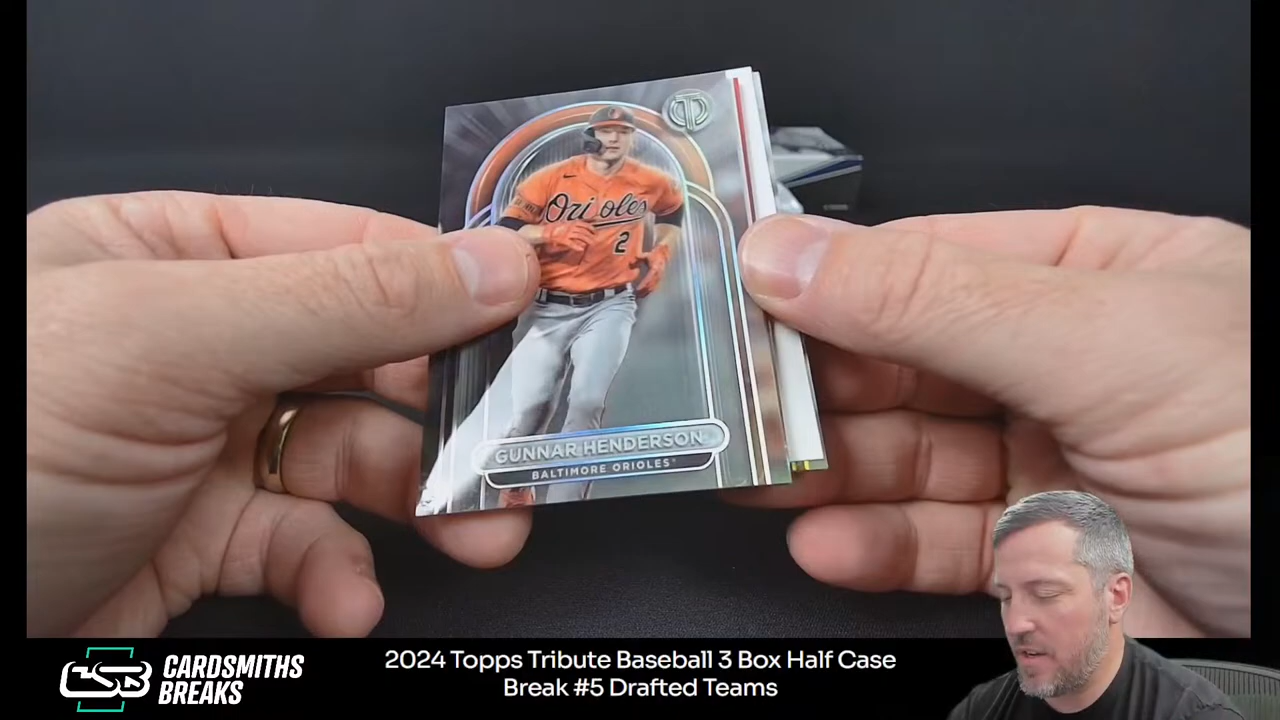 Orioles
2
GUNNAR HENDERSON
BALTIMORE ORIOLES
CSB
CARDSMITHS
BREAKS
2024 Topps Tribute Baseball 3 Box Half Case
Break #5 Drafted Teams